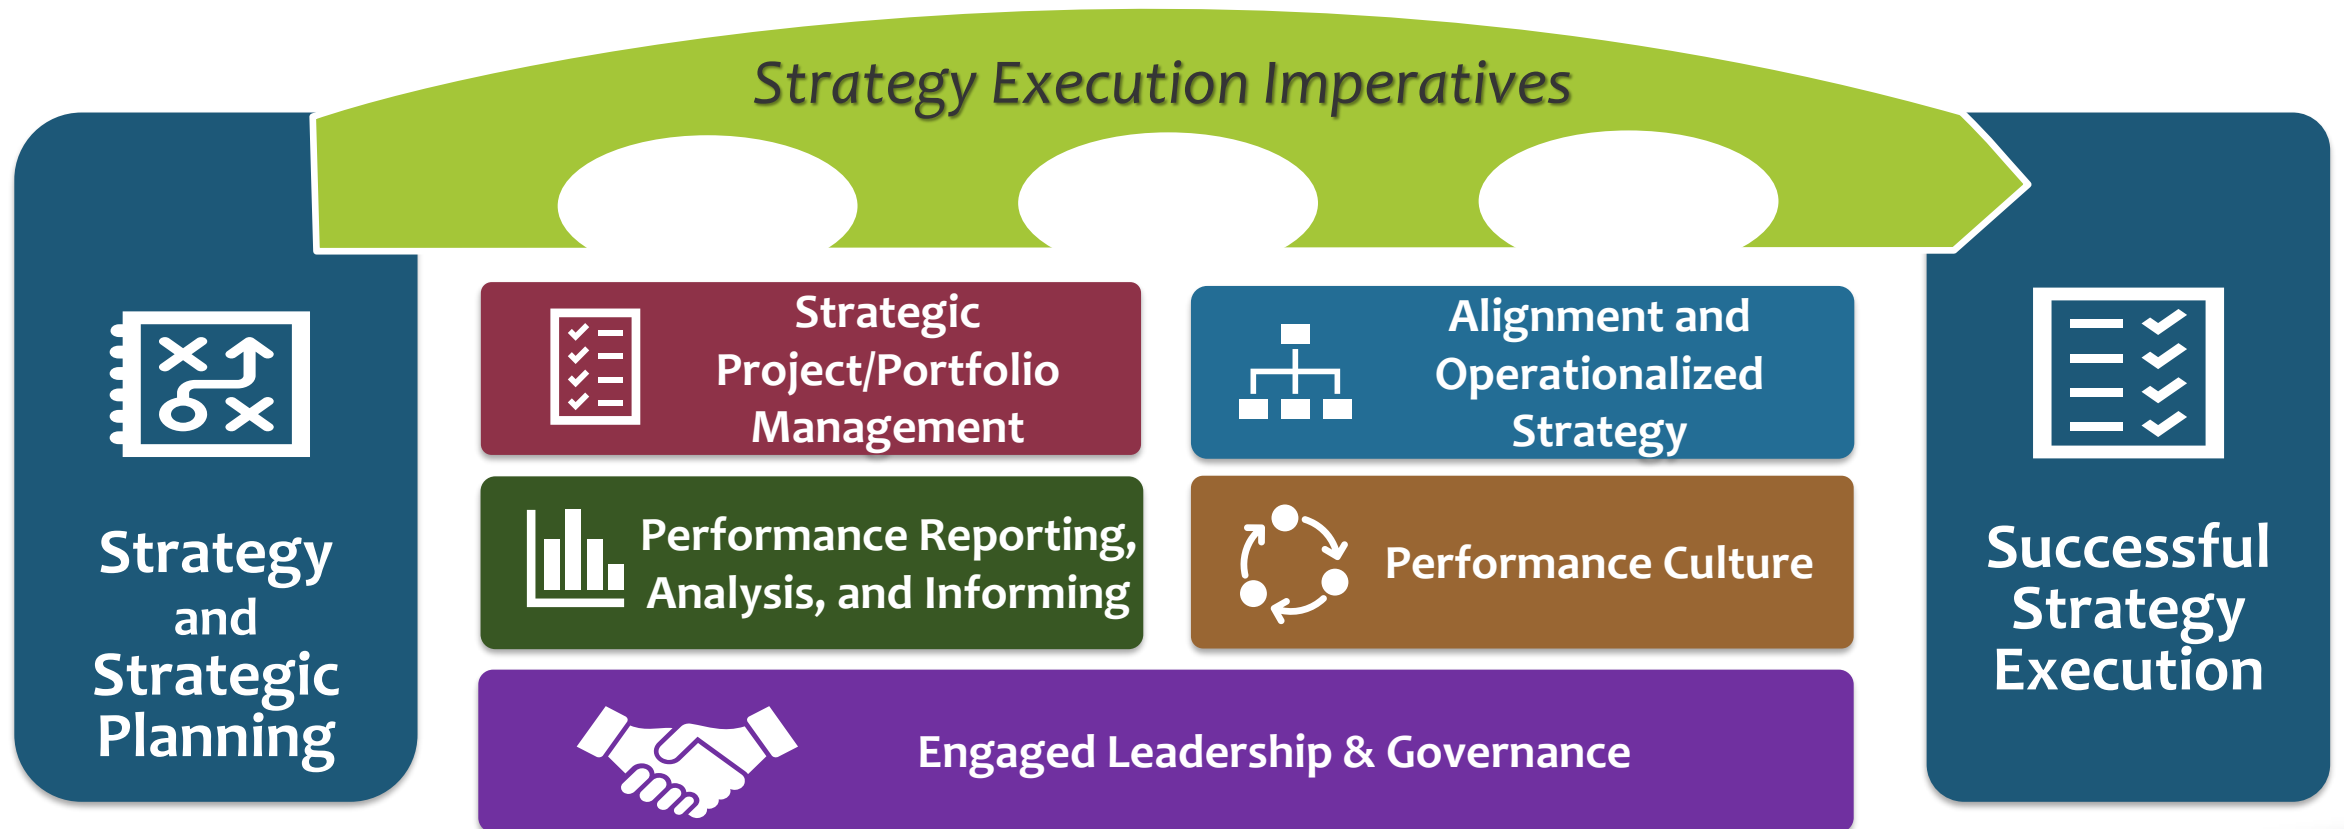 Strategy Execution Imperatives
Strategy
and
Strategic
Planning
Strategic
Project/Portfolio
Management
Alignment and
Operationalized
Strategy
Performance Reporting,
Analysis, and Informing
Performance Culture
Engaged Leadership & Governance
Successful
Strategy
Execution